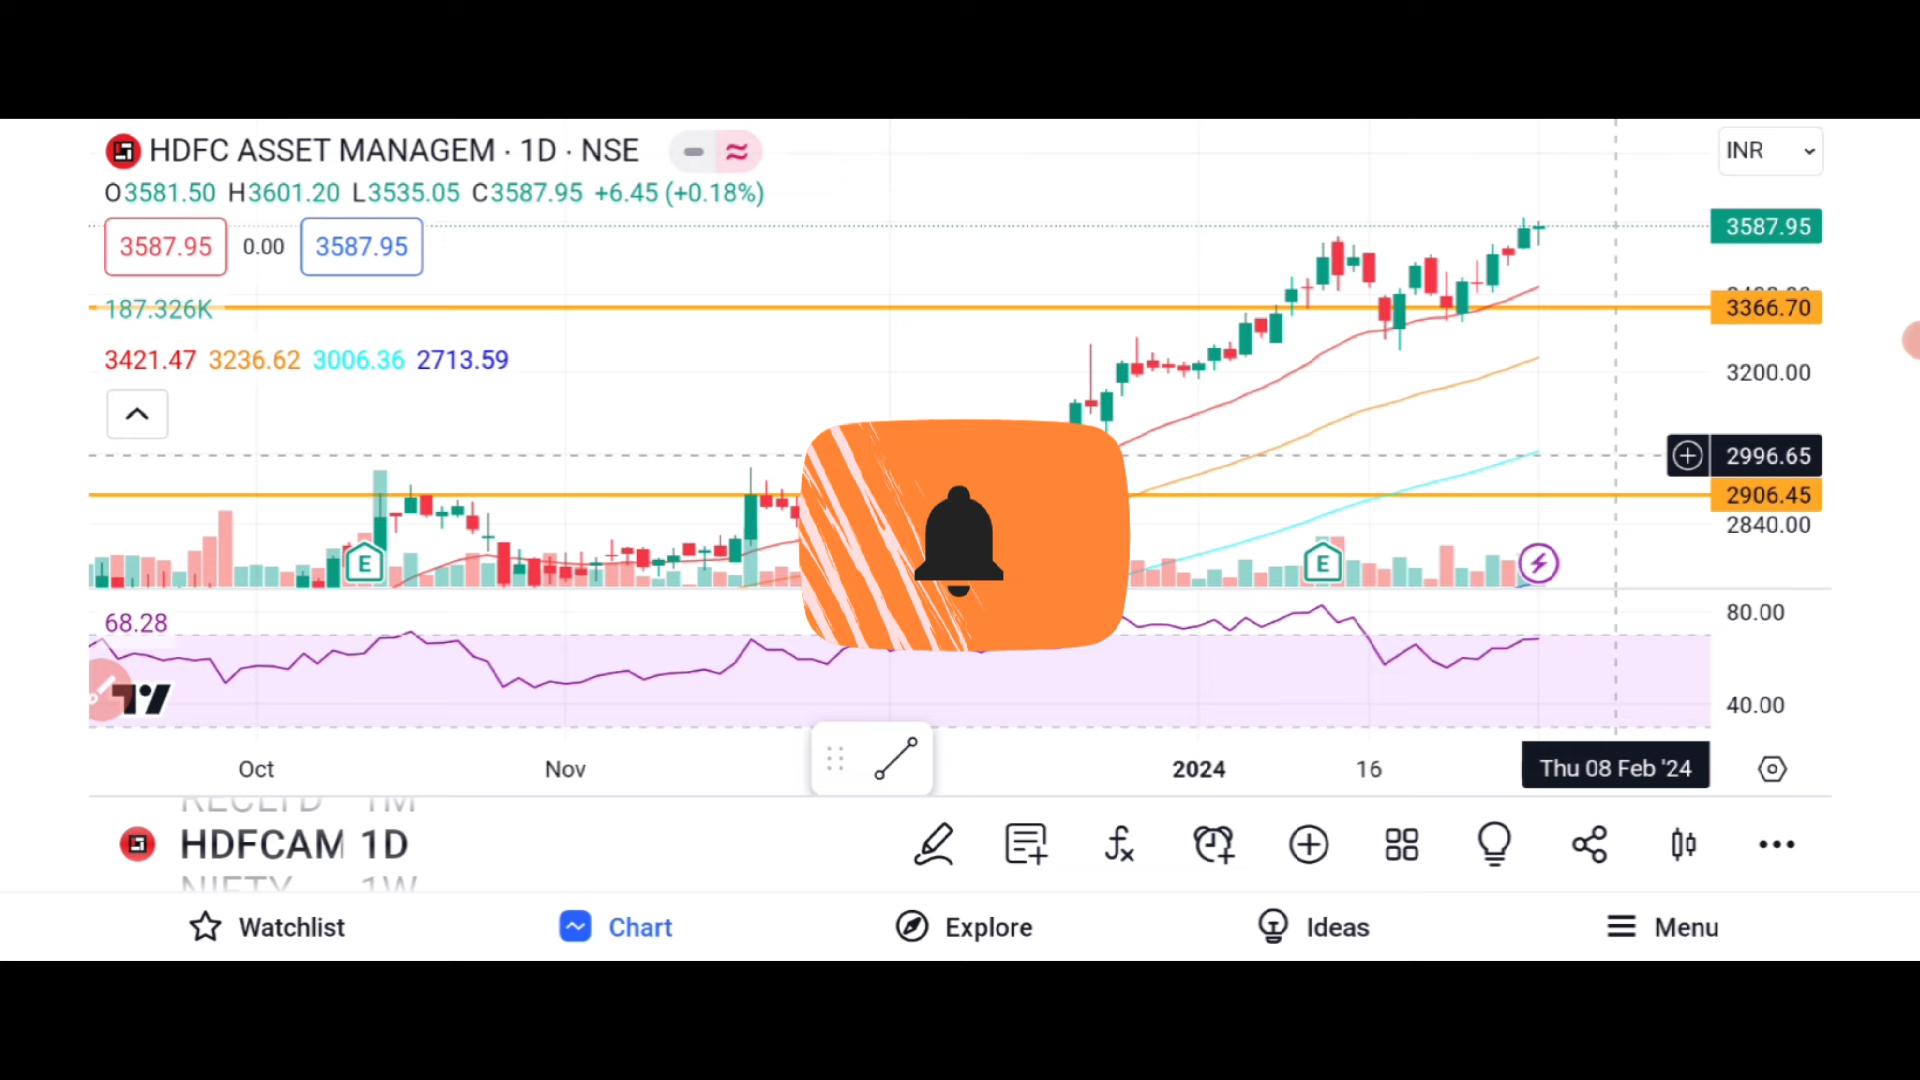 HDFC ASSET MANAGEM · 1D · NSE
INR
O3581.50 H3601.20 L3535.05 C3587.95 +6.45 (+0.18%)
3587.95 0.00 3587.95
3587.95
187.326K
3366.70
3421.47 3236.62 3006.36 2713.59
3200.00
2996.65
2906.45
2840.00
E
E
68.28
80.00
40.00
Oct Nov 2024 16 Thu 08 Feb '24
HDFCAM 1D
NIFTY 1W
Watchlist Chart Explore Ideas Menu